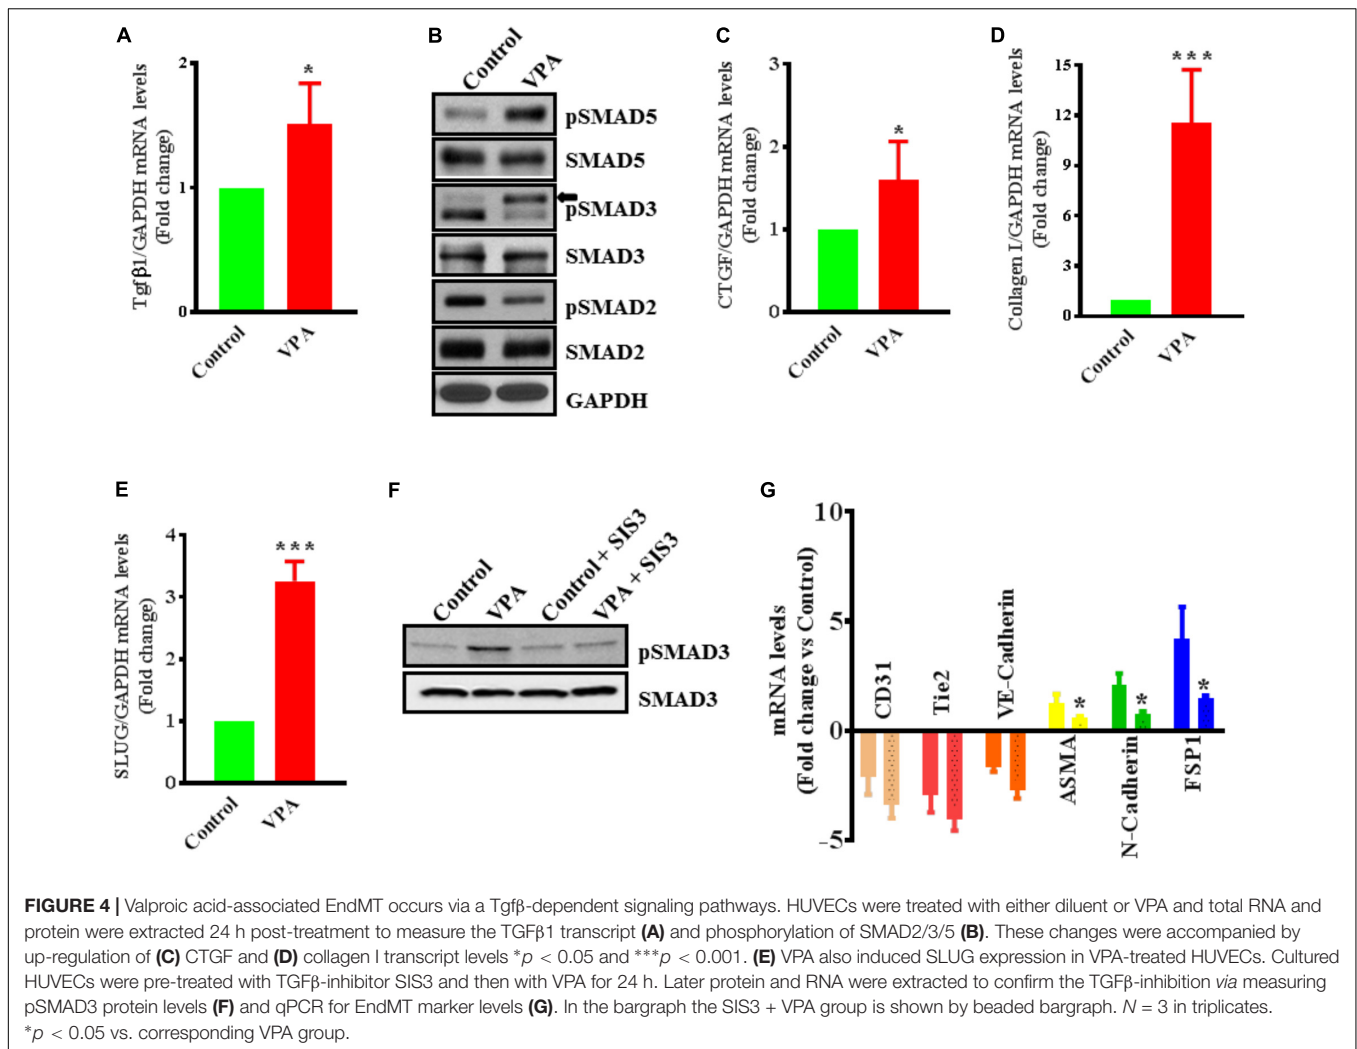 A
Tgfβ1/GAPDH mRNA levels
(Fold change)
2
1
0
*
Control
VPA
B
Control
VPA
pSMAD5
SMAD5
pSMAD3
SMAD3
pSMAD2
SMAD2
GAPDH
C
CTGF/GAPDH mRNA levels
(Fold change)
3
2
1
0
*
Control
VPA
D
Collagen I/GAPDH mRNA levels
(Fold change)
15
12
9
6
3
0
***
Control
VPA
E
SLUG/GAPDH mRNA levels
(Fold change)
4
3
2
1
0
***
Control
VPA
F
Control
VPA
Control + SIS3
VPA + SIS3
pSMAD3
SMAD3
G
mRNA levels
(Fold change vs Control)
10
5
0
-5
CD31
Tie2
VE-Cadherin
ASMA
*
N-Cadherin
*
FSP1
*
FIGURE 4 | Valproic acid-associated EndMT occurs via a Tgfβ-dependent signaling pathways. HUVECs were treated with either diluent or VPA and total RNA and
protein were extracted 24 h post-treatment to measure the TGFβ1 transcript (A) and phosphorylation of SMAD2/3/5 (B). These changes were accompanied by
up-regulation of (C) CTGF and (D) collagen I transcript levels *p < 0.05 and ***p < 0.001. (E) VPA also induced SLUG expression in VPA-treated HUVECs. Cultured
HUVECs were pre-treated with TGFβ-inhibitor SIS3 and then with VPA for 24 h. Later protein and RNA were extracted to confirm the TGFβ-inhibition via measuring
pSMAD3 protein levels (F) and qPCR for EndMT marker levels (G). In the bargraph the SIS3 + VPA group is shown by beaded bargraph. N = 3 in triplicates.
*p < 0.05 vs. corresponding VPA group.